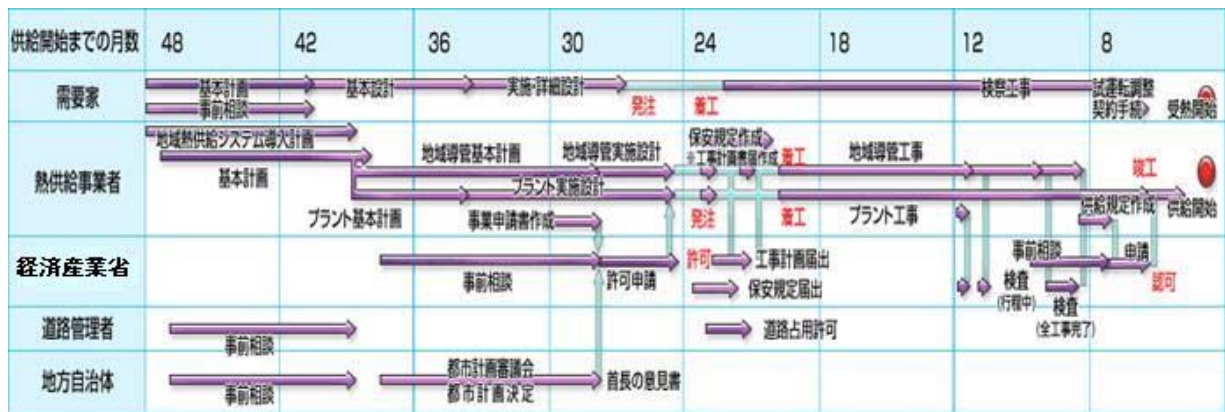 供給開始までの月数 48 42 36 30 24 18 12 8
需要家
基本計画 基本設計 実施・詳細設計 検祭工事 試運転調整
事前相談 発注 着工 契約手続 受熱開始
熱供給事業者
地域熱供給システム導入計画 保安規定作成
地域導管基本計画 地域導管実施設計 ※工事計画書届作成 着工 地域導管工事
基本計画 竣工
プラント実施設計
プラント基本計画 事業申請書作成 発注 着工 プラント工事 供給規定作成 供給開始
経済産業省
許可 工事計画届出 事前相談 申請
事前相談 許可申請 保安規定届出 検査 認可
(行程中) 検査
(全工事完了)
道路管理者
事前相談 道路占用許可
地方自治体
都市計画審議会 首長の意見書
事前相談 都市計画決定